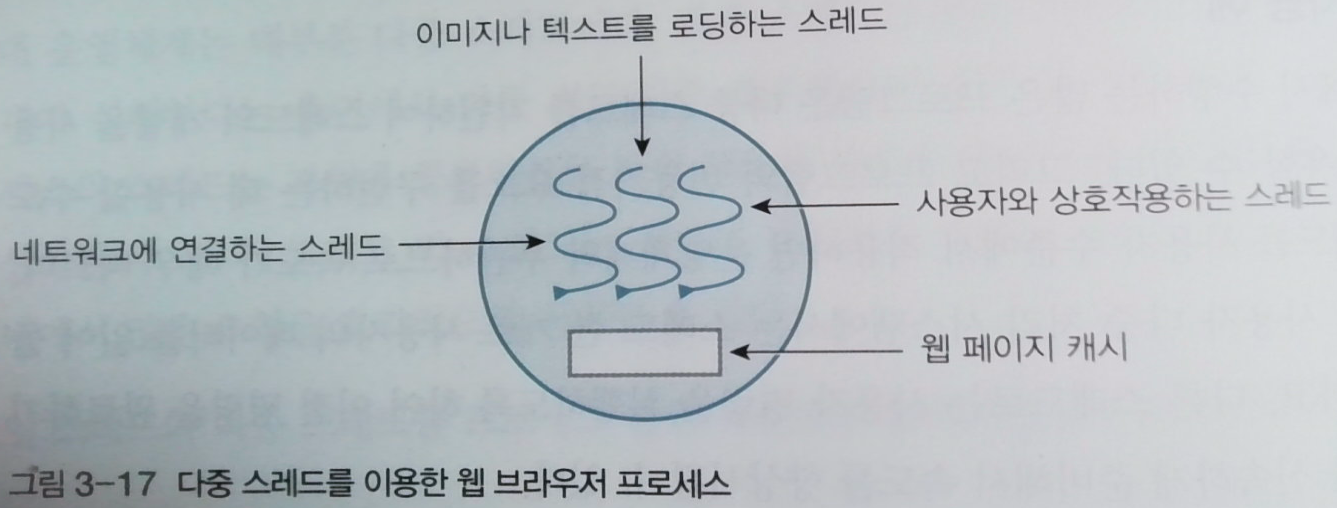 이미지나 텍스트를 로딩하는 스레드
사용자와 상호작용하는 스레드
네트워크에 연결하는 스레드
웹 페이지 캐시
그림 3-17 다중 스레드를 이용한 웹 브라우저 프로세스